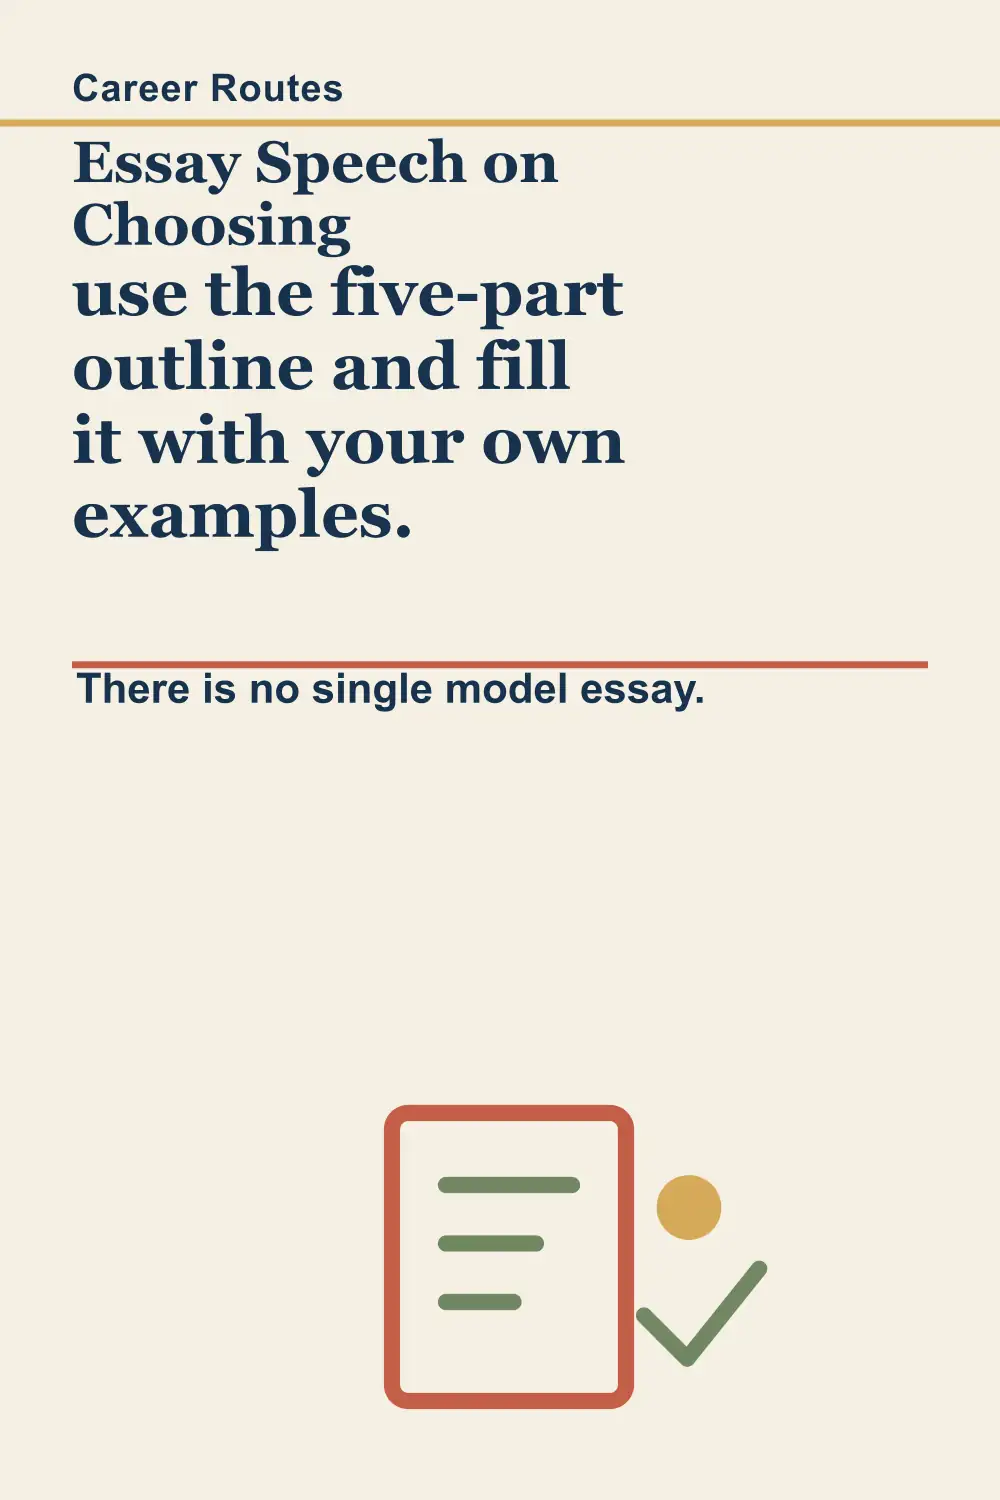 Career Routes
Essay Speech on
Choosing
use the five-part
outline and fill
it with your own
examples.
There is no single model essay.